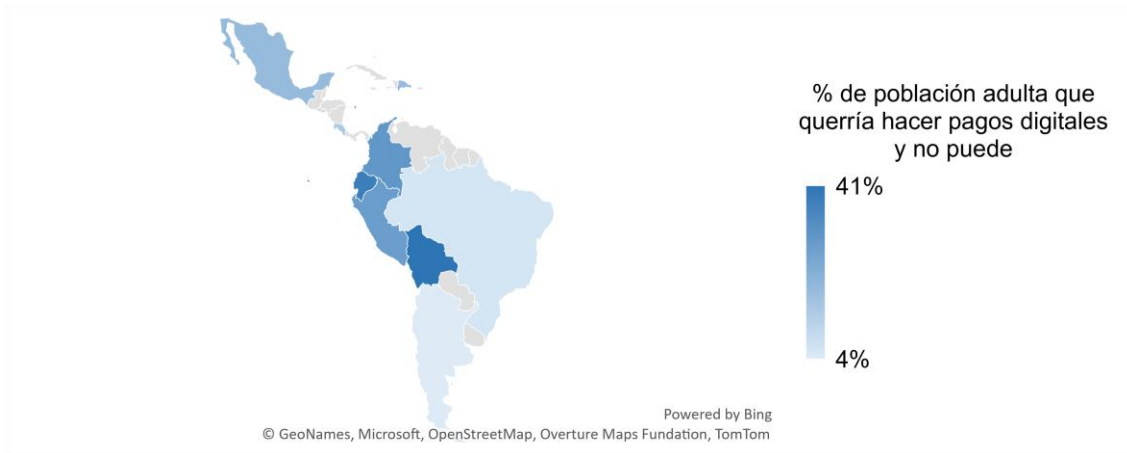 % de población adulta que
querría hacer pagos digitales
y no puede
41%
4%
Powered by Bing
© GeoNames, Microsoft, OpenStreetMap, Overture Maps Fundation, TomTom